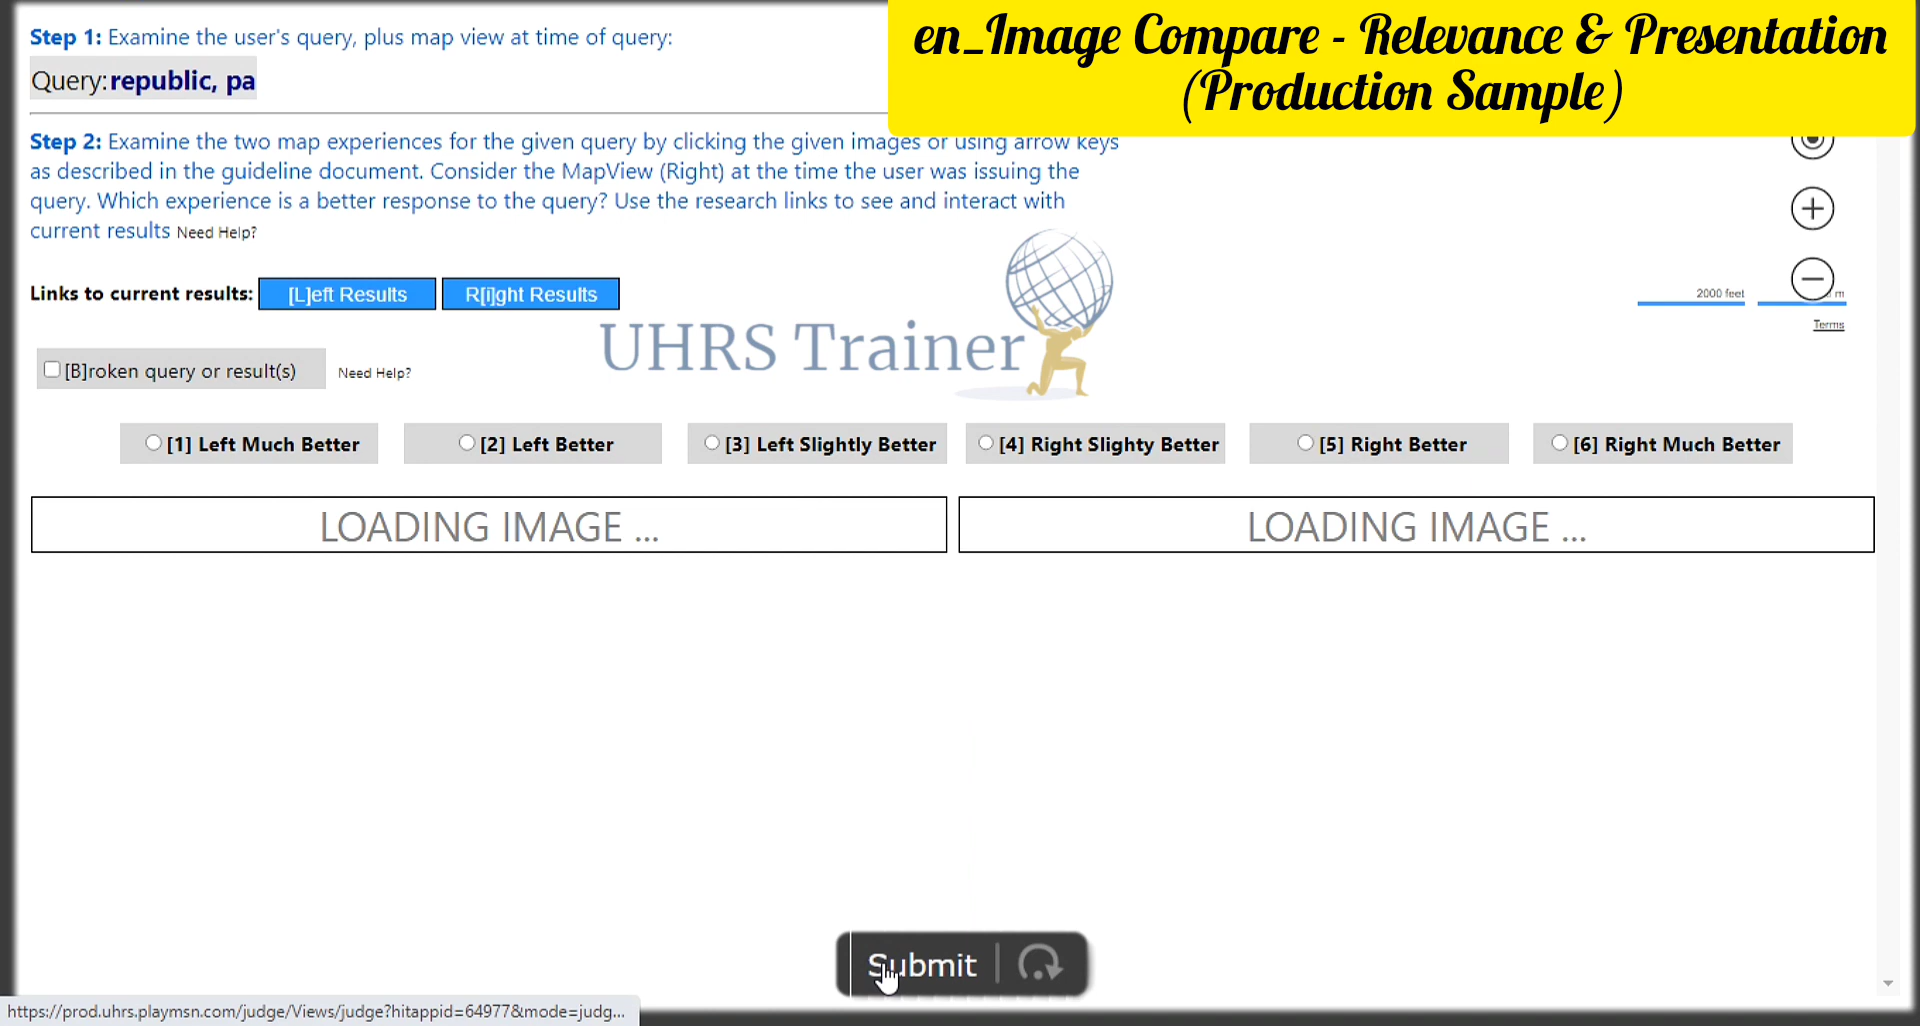 en_Image Compare - Relevance & Presentation
(Production Sample)
Step 1: Examine the user's query, plus map view at time of query:
Query:republic, pa
Step 2: Examine the two map experiences for the given query by clicking the given images or using arrow keys
as described in the guideline document. Consider the MapView (Right) at the time the user was issuing the
query. Which experience is a better response to the query? Use the research links to see and interact with
current results Need Help?
Links to current results: [L]eft Results R[i]ght Results
2000 feet m
Terms
UHRS Trainer
[B]roken query or result(s) Need Help?
[1] Left Much Better [2] Left Better [3] Left Slightly Better [4] Right Slighty Better [5] Right Better [6] Right Much Better
LOADING IMAGE ... LOADING IMAGE ...
Submit
https://prod.uhrs.playmsn.com/judge/Views/judge?hitappid=64977&mode=judg...